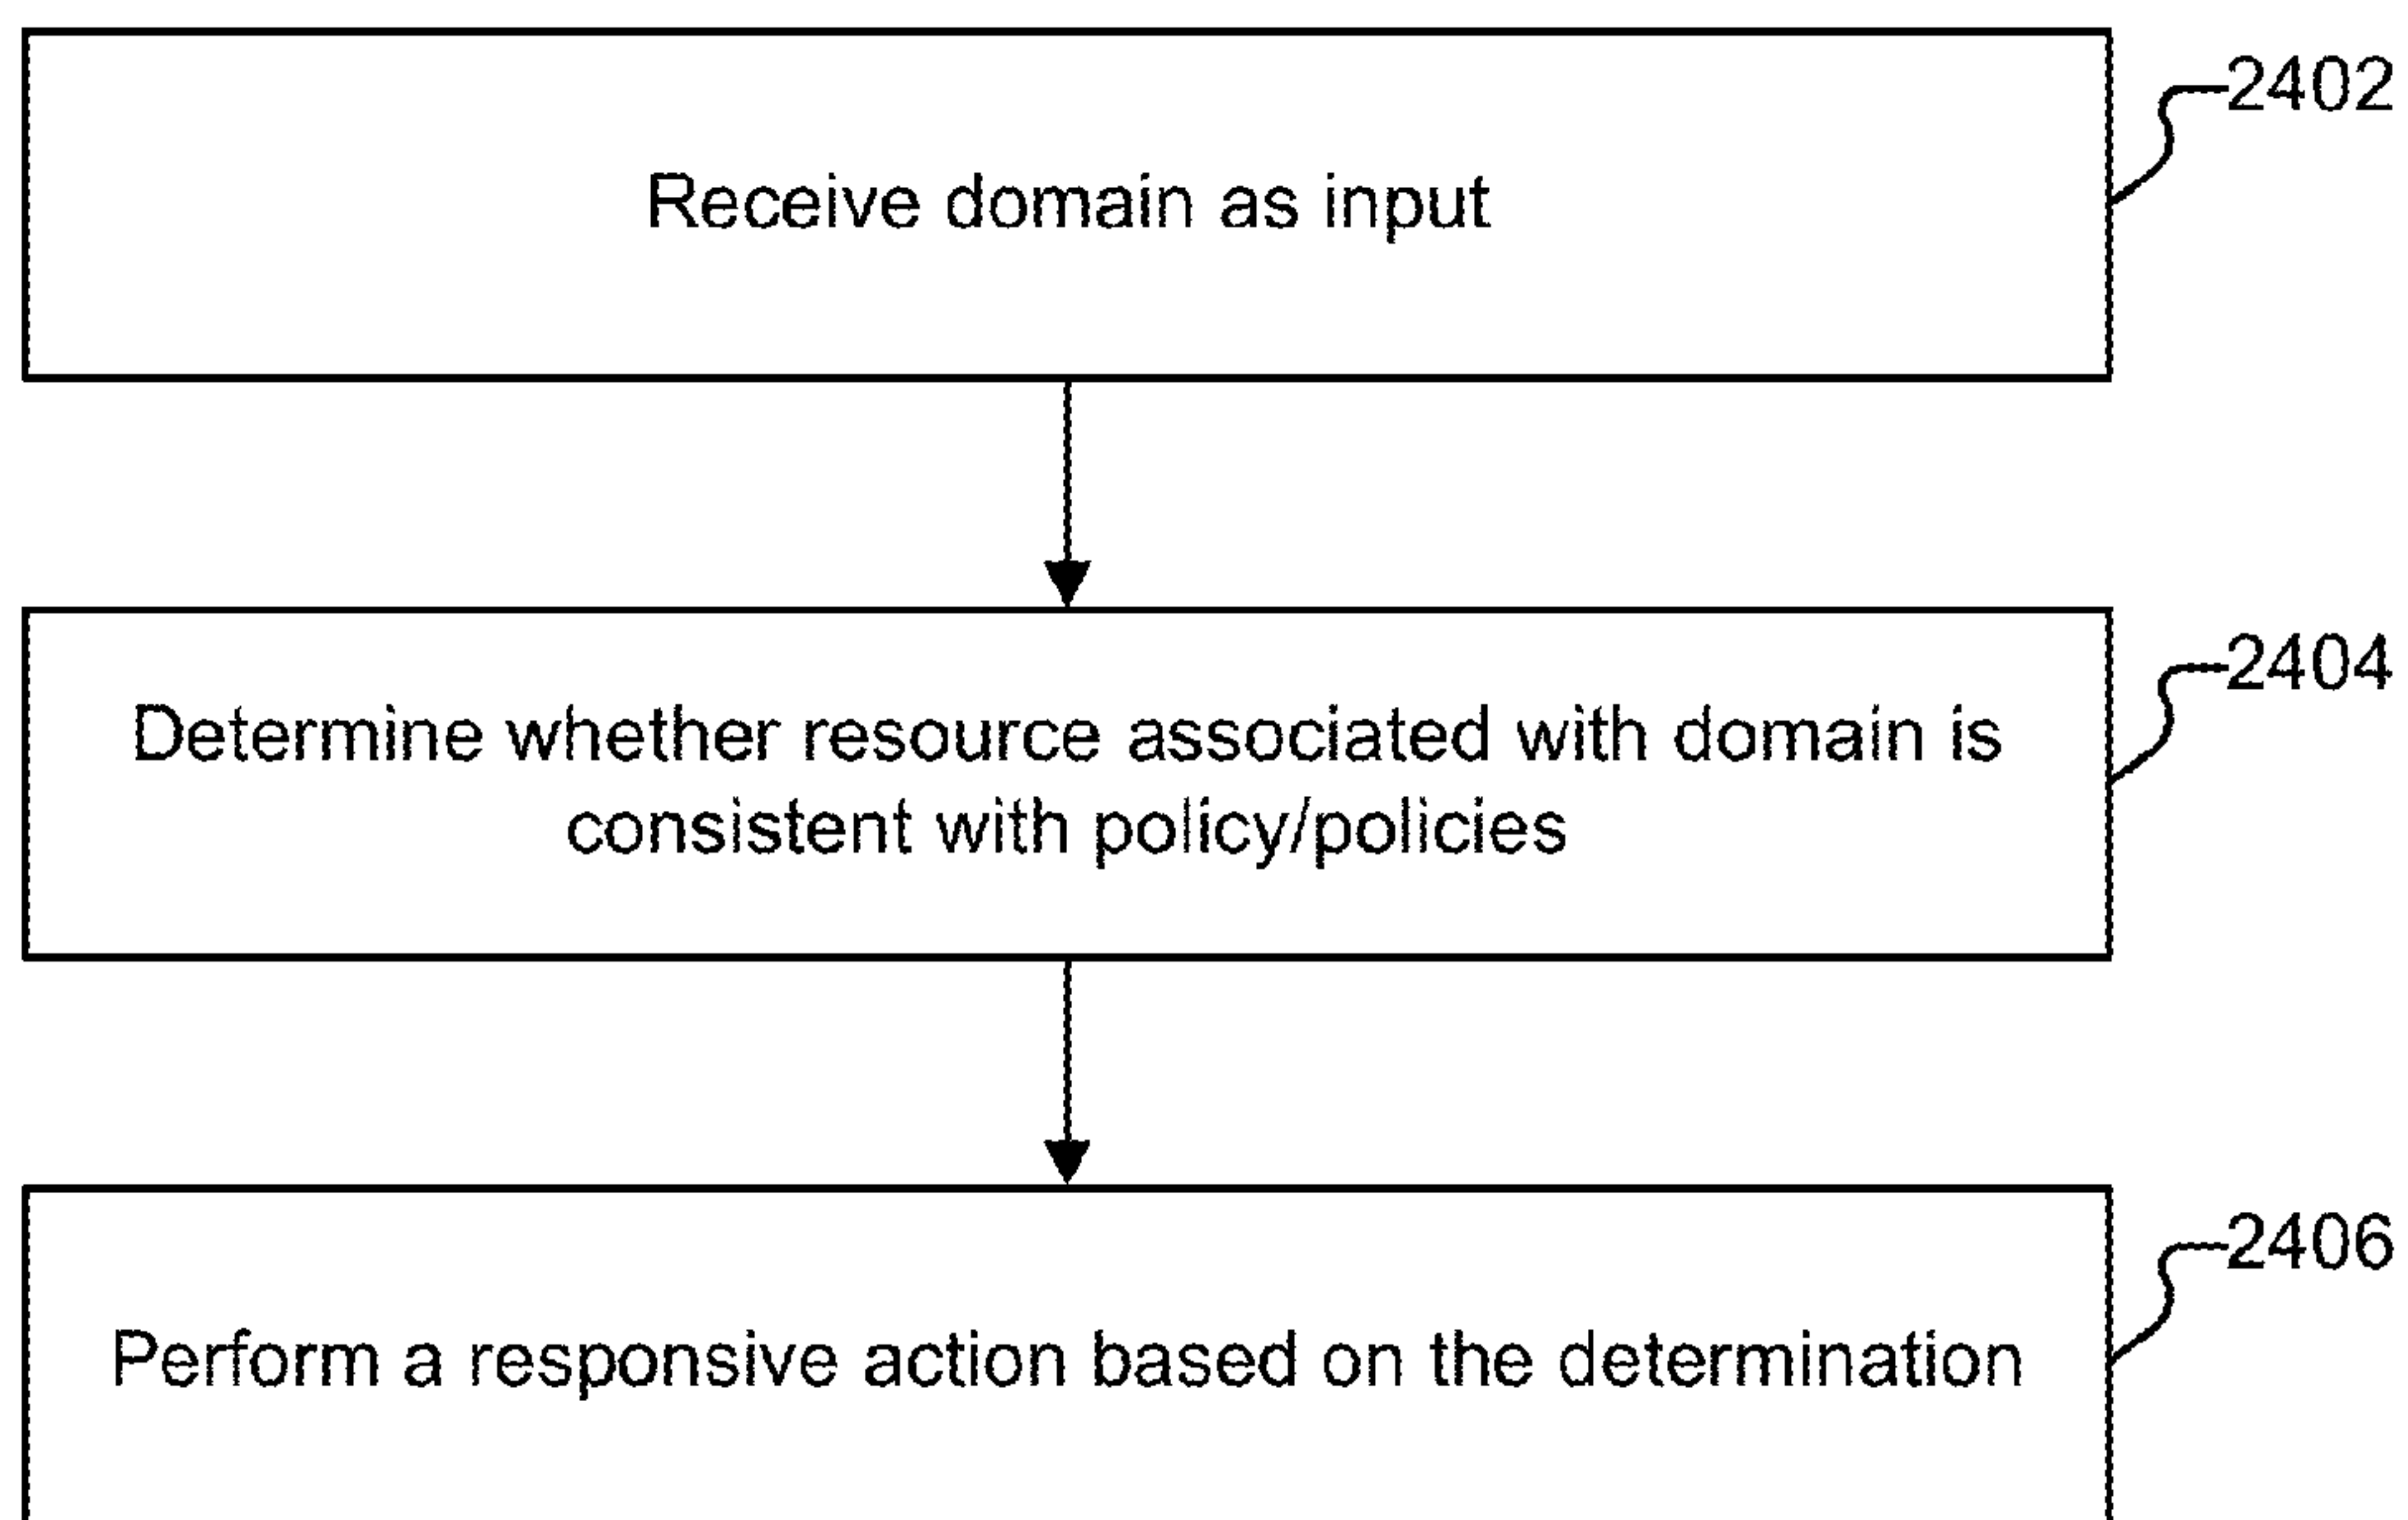 2402
Receive domain as input
2404
Determine whether resource associated with domain is
consistent with policy/policies
2406
Perform a responsive action based on the determination